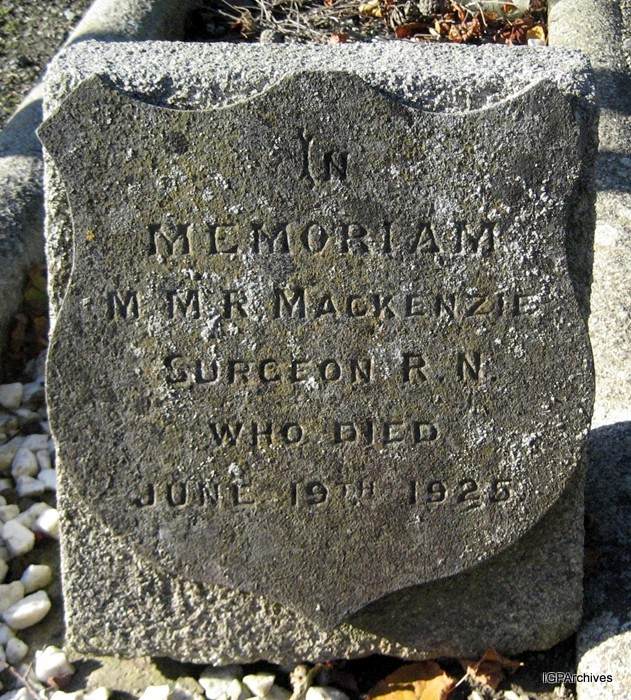 IN
MEMORIAM
M. M. R. MACKENZIE
SURGEON R. N.
WHO DIED
JUNE 19TH 1925
IGPArchives